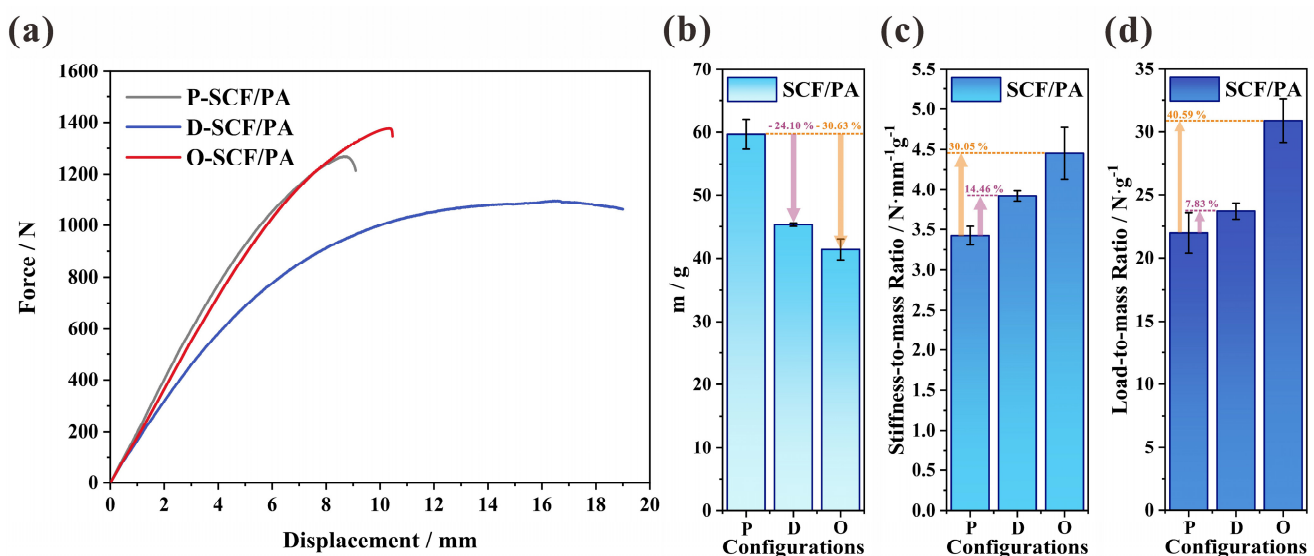 (a)
1600
1400
1200
1000
800
600
400
200
0
Force / N
P-SCF/PA
D-SCF/PA
O-SCF/PA
0 2 4 6 8 10 12 14 16 18 20
Displacement / mm
(b)
70
60
50
40
30
20
10
0
m / g
SCF/PA
- 24.10 % - 30.63 %
P D O
Configurations
(c)
5.5
5.0
4.5
4.0
3.5
3.0
2.5
2.0
1.5
1.0
0.5
0.0
Stiffness-to-mass Ratio / N·mm⁻¹g⁻¹
SCF/PA
30.05 %
14.46 %
P D O
Configurations
(d)
35
30
25
20
15
10
5
0
Load-to-mass Ratio / N·g⁻¹
SCF/PA
40.59 %
7.83 %
P D O
Configurations